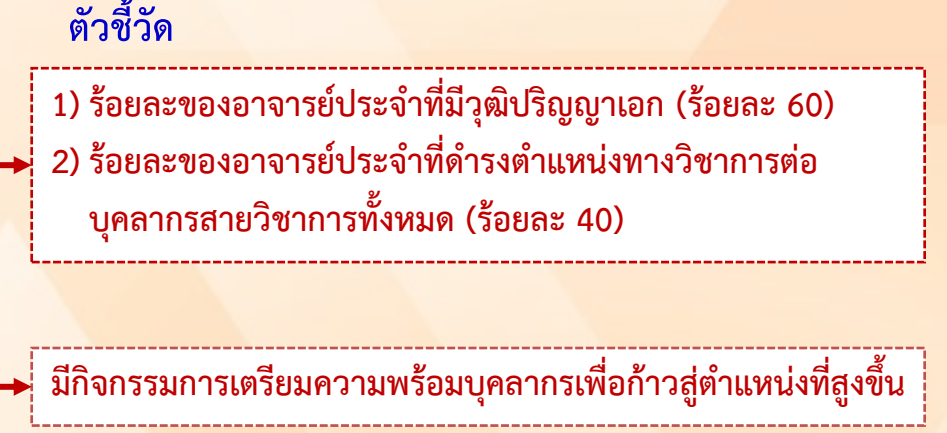 ตัวชี้วัด
1) ร้อยละของอาจารย์ประจำที่มีวุฒิปริญญาเอก (ร้อยละ 60)
2) ร้อยละของอาจารย์ประจำที่ดำรงตำแหน่งทางวิชาการต่อ
บุคลากรสายวิชาการทั้งหมด (ร้อยละ 40)
มีกิจกรรมการเตรียมความพร้อมบุคลากรเพื่อก้าวสู่ตำแหน่งที่สูงขึ้น